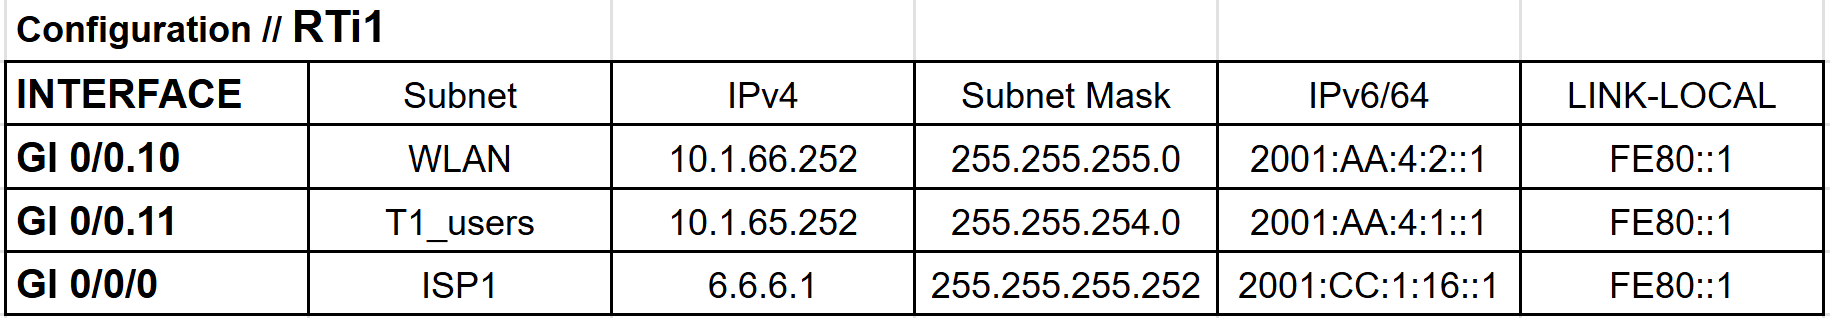 Configuration // RTi1
INTERFACE Subnet IPv4 Subnet Mask IPv6/64 LINK-LOCAL
GI 0/0.10 WLAN 10.1.66.252 255.255.255.0 2001:AA:4:2::1 FE80::1
GI 0/0.11 T1_users 10.1.65.252 255.255.254.0 2001:AA:4:1::1 FE80::1
GI 0/0/0 ISP1 6.6.6.1 255.255.255.252 2001:CC:1:16::1 FE80::1